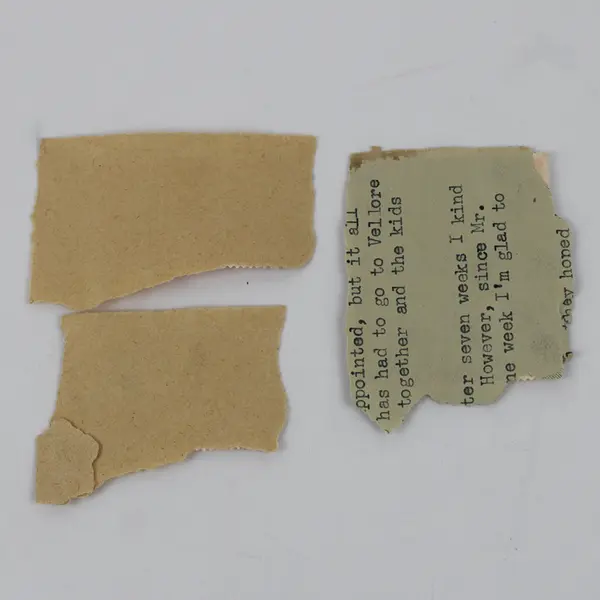 ppointed, but it all
has had to go to Vellore
together and the kids
ter seven weeks I kind
However, since Mr.
ne week I'm glad to
they hoped